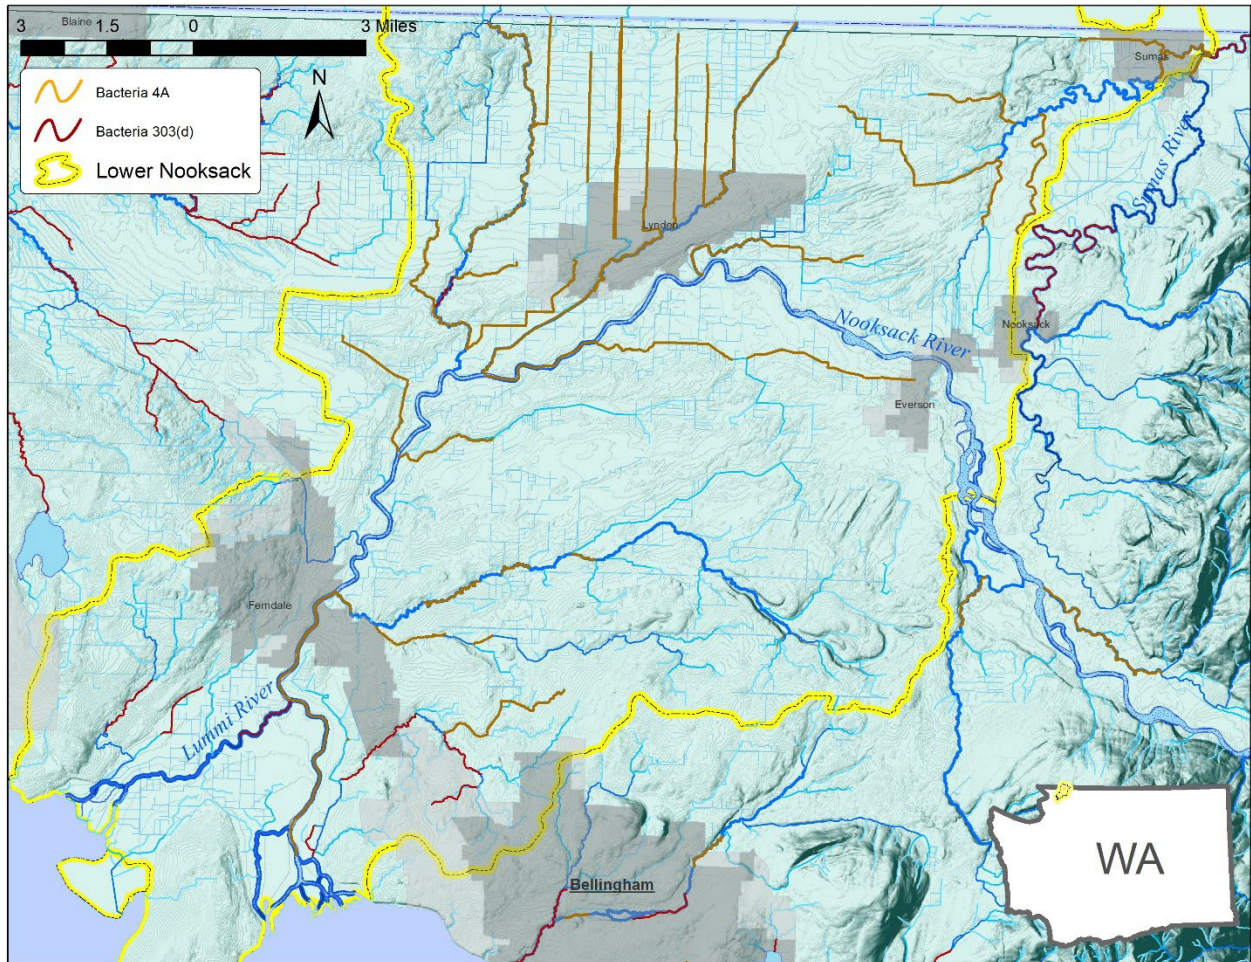 Blaine
3 1.5 0 3 Miles
N
Bacteria 4A
Bacteria 303(d)
Lower Nooksack
Sumas
Sumas River
Lynden
Nooksack River
Nooksack
Everson
Ferndale
Lummi River
WA
Bellingham